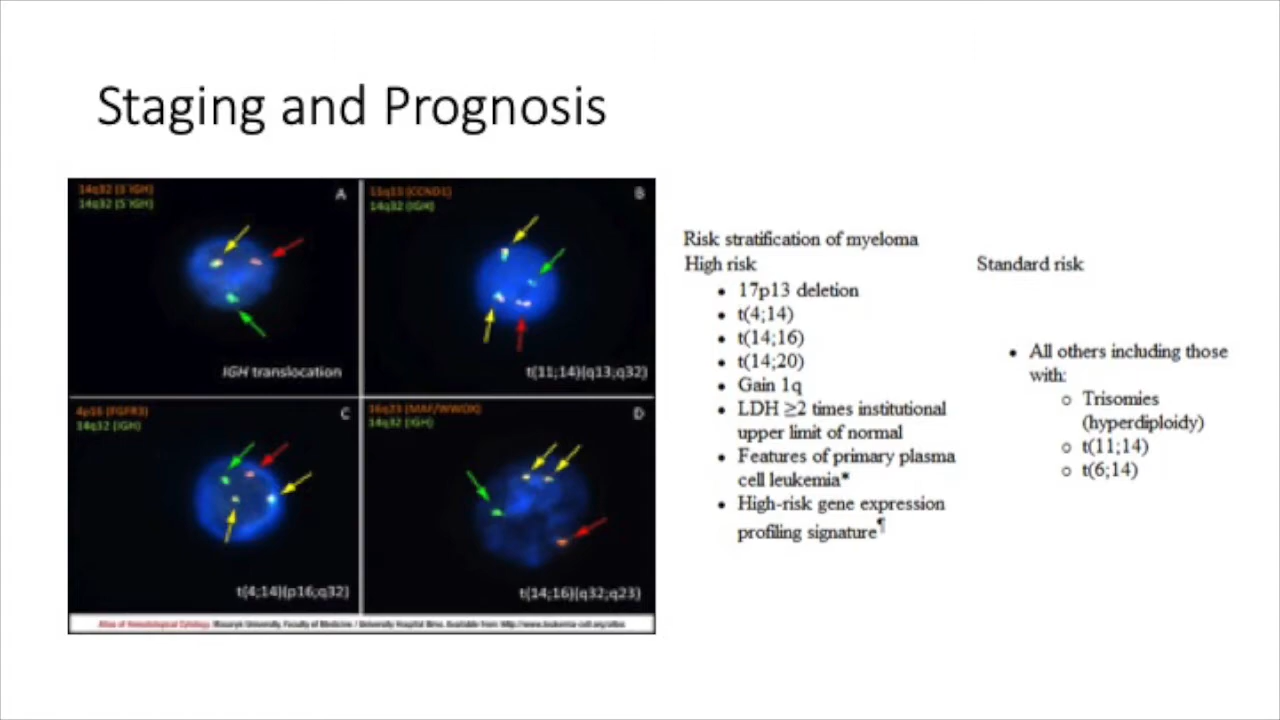 Staging and Prognosis
14q32 (3'IGH)
14q32 (5'IGH)
A
IGH translocation
11q13 (CCND1)
14q32 (IGH)
B
t(11;14)(q13;q32)
4p16 (FGFR3)
14q32 (IGH)
C
t(4;14)(p16;q32)
16q23 (MAF/WWOX)
14q32 (IGH)
D
t(14;16)(q32;q23)
Atlas of Hematological Cytology. Masaryk University, Faculty of Medicine / University Hospital Brno. Available from: http://www.leukemia-cell.org/atlas
Risk stratification of myeloma
High risk
• 17p13 deletion
• t(4;14)
• t(14;16)
• t(14;20)
• Gain 1q
• LDH ≥2 times institutional
upper limit of normal
• Features of primary plasma
cell leukemia*
• High-risk gene expression
profiling signature¶
Standard risk
• All others including those
with:
o Trisomies
(hyperdiploidy)
o t(11;14)
o t(6;14)